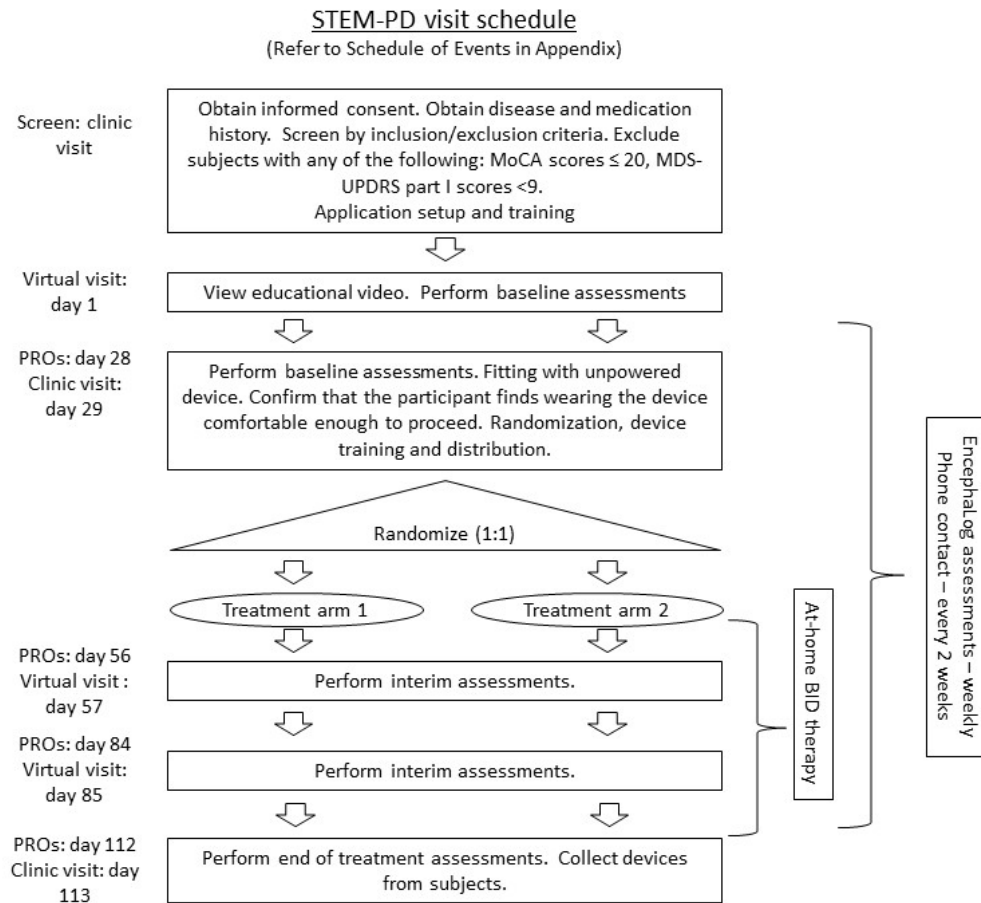 STEM-PD visit schedule
(Refer to Schedule of Events in Appendix)
Screen: clinic
visit
Obtain informed consent. Obtain disease and medication
history.  Screen by inclusion/exclusion criteria. Exclude
subjects with any of the following: MoCA scores ≤ 20, MDS-
UPDRS part I scores <9.
Application setup and training
Virtual visit:
day 1
View educational video.  Perform baseline assessments
PROs: day 28
Clinic visit:
day 29
Perform baseline assessments. Fitting with unpowered
device. Confirm that the participant finds wearing the device
comfortable enough to proceed. Randomization, device
training and distribution.
Randomize (1:1)
Treatment arm 1
Treatment arm 2
PROs: day 56
Virtual visit :
day 57
Perform interim assessments.
PROs: day 84
Virtual visit:
day 85
Perform interim assessments.
PROs: day 112
Clinic visit: day
113
Perform end of treatment assessments.  Collect devices
from subjects.
At-home BID therapy
EncephaLog assessments – weekly
Phone contact – every 2 weeks